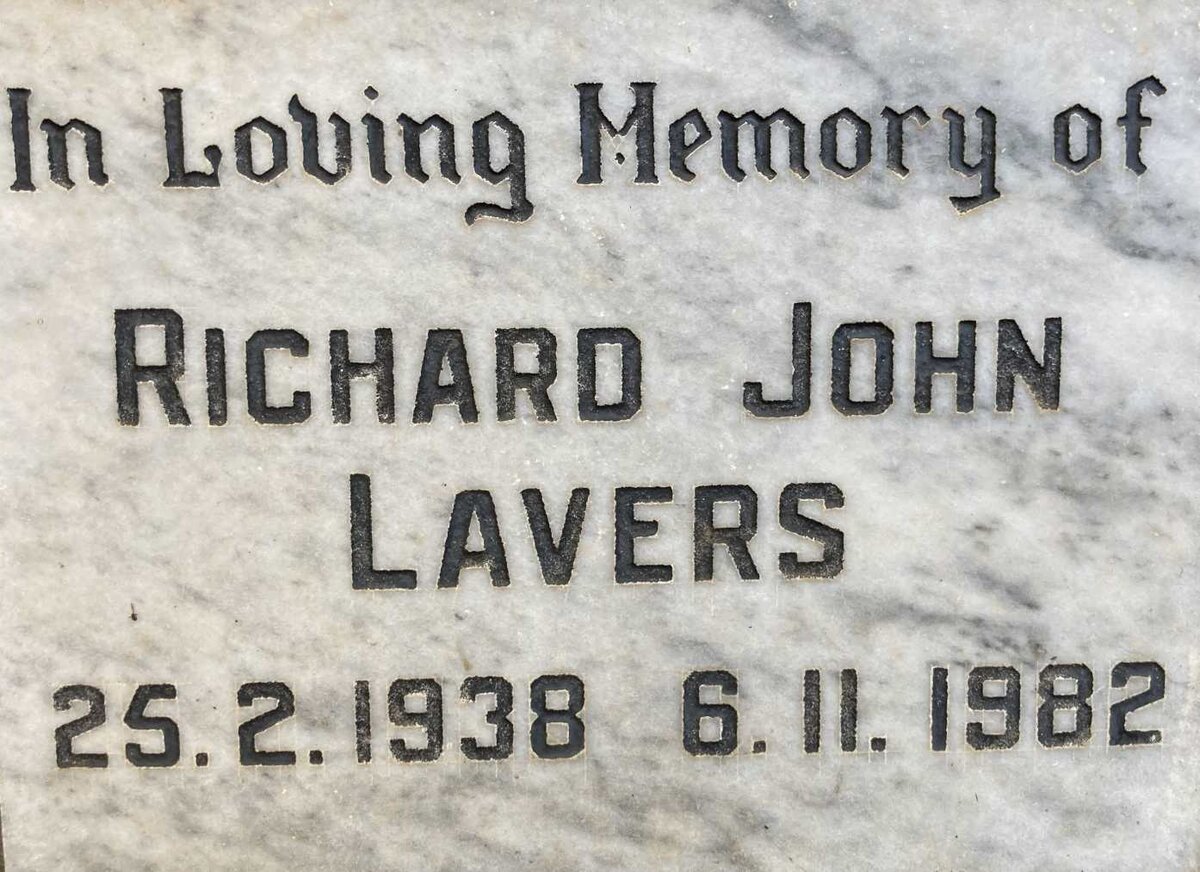 In Loving Memory of
RICHARD JOHN
LAVERS
25.2.1938 6.11.1982